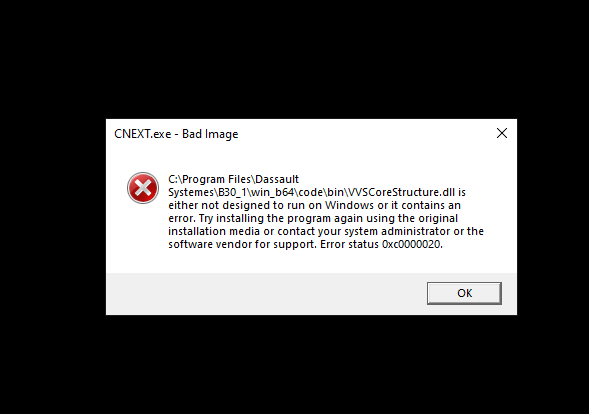 CNEXT.exe - Bad Image
C:\Program Files\Dassault
Systemes\B30_1\win_b64\code\bin\VVSCoreStructure.dll is
either not designed to run on Windows or it contains an
error. Try installing the program again using the original
installation media or contact your system administrator or the
software vendor for support. Error status 0xc0000020.
OK